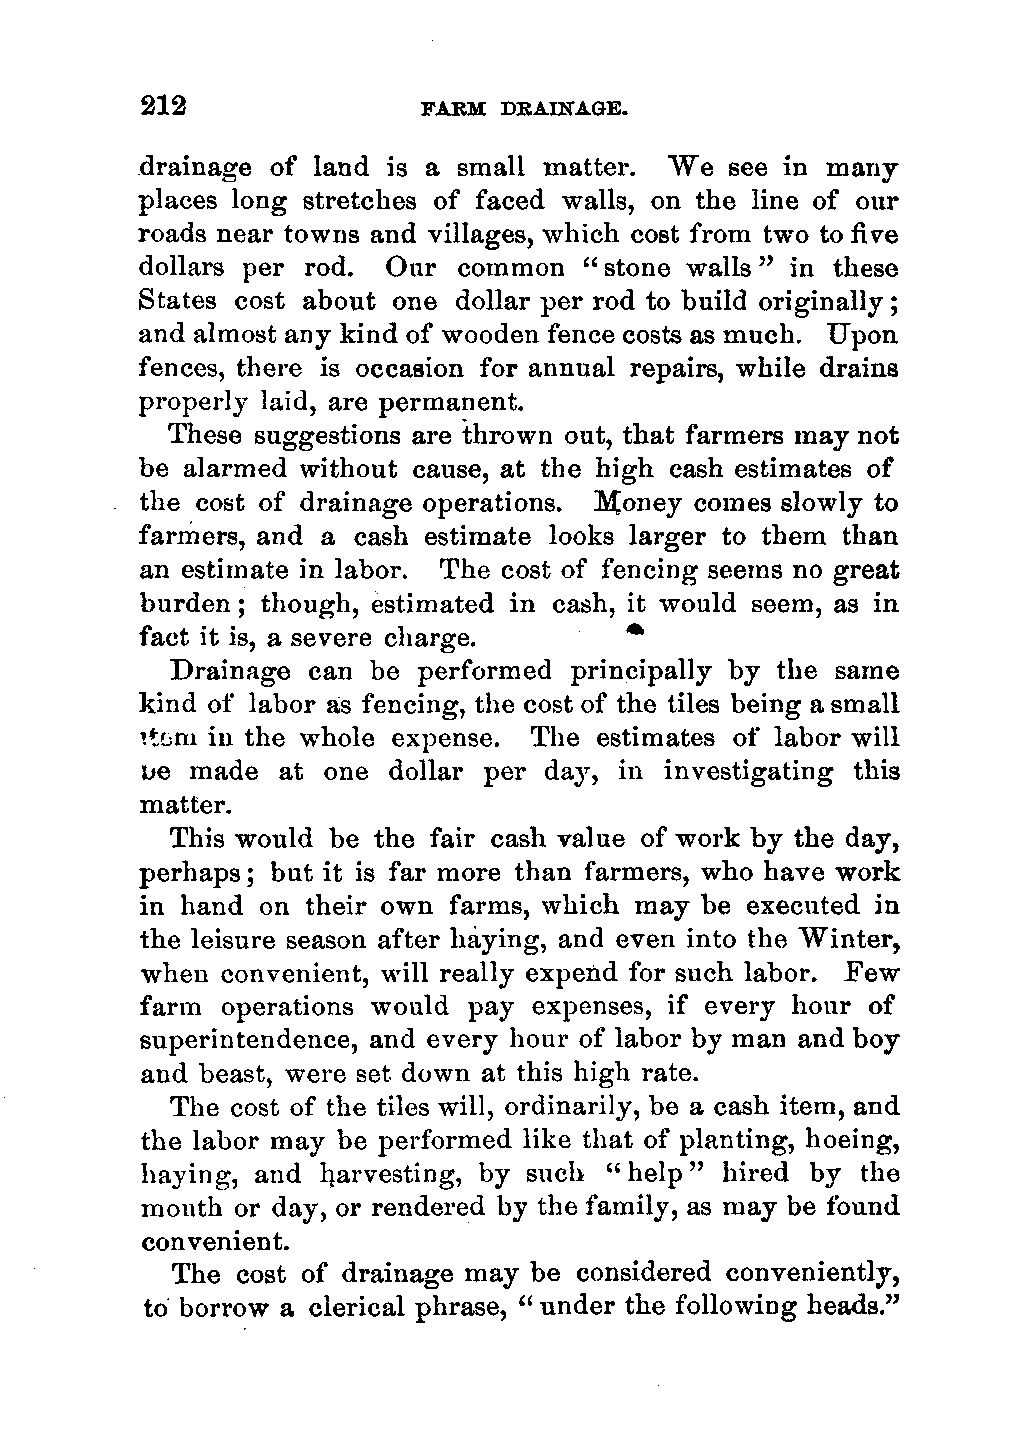 212 FARM DRAINAGE.
drainage of land is a small matter. We see in many
places long stretches of faced walls, on the line of our
roads near towns and villages, which cost from two to five
dollars per rod. Our common “stone walls” in these
States cost about one dollar per rod to build originally;
and almost any kind of wooden fence costs as much. Upon
fences, there is occasion for annual repairs, while drains
properly laid, are permanent.
These suggestions are thrown out, that farmers may not
be alarmed without cause, at the high cash estimates of
the cost of drainage operations. Money comes slowly to
farmers, and a cash estimate looks larger to them than
an estimate in labor. The cost of fencing seems no great
burden; though, estimated in cash, it would seem, as in
fact it is, a severe charge.
Drainage can be performed principally by the same
kind of labor as fencing, the cost of the tiles being a small
item in the whole expense. The estimates of labor will
be made at one dollar per day, in investigating this
matter.
This would be the fair cash value of work by the day,
perhaps; but it is far more than farmers, who have work
in hand on their own farms, which may be executed in
the leisure season after haying, and even into the Winter,
when convenient, will really expend for such labor. Few
farm operations would pay expenses, if every hour of
superintendence, and every hour of labor by man and boy
and beast, were set down at this high rate.
The cost of the tiles will, ordinarily, be a cash item, and
the labor may be performed like that of planting, hoeing,
haying, and harvesting, by such “help” hired by the
month or day, or rendered by the family, as may be found
convenient.
The cost of drainage may be considered conveniently,
to borrow a clerical phrase, “under the following heads.”